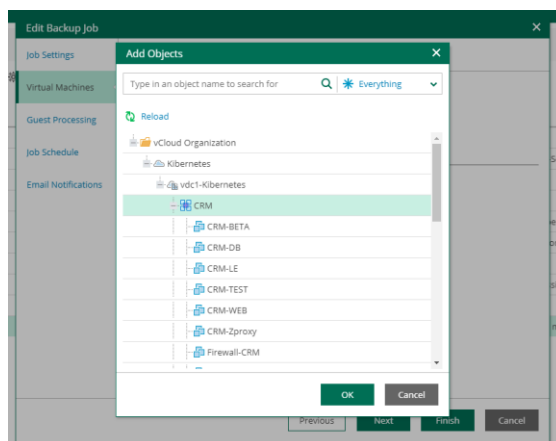 Edit Backup Job
Job Settings
Virtual Machines
Guest Processing
Job Schedule
Email Notifications
Add Objects
Type in an object name to search for
Everything
Reload
vCloud Organization
Kibernetes
vdc1-Kibernetes
CRM
CRM-BETA
CRM-DB
CRM-LE
CRM-TEST
CRM-WEB
CRM-Zproxy
Firewall-CRM
OK Cancel
Previous Next Finish Cancel